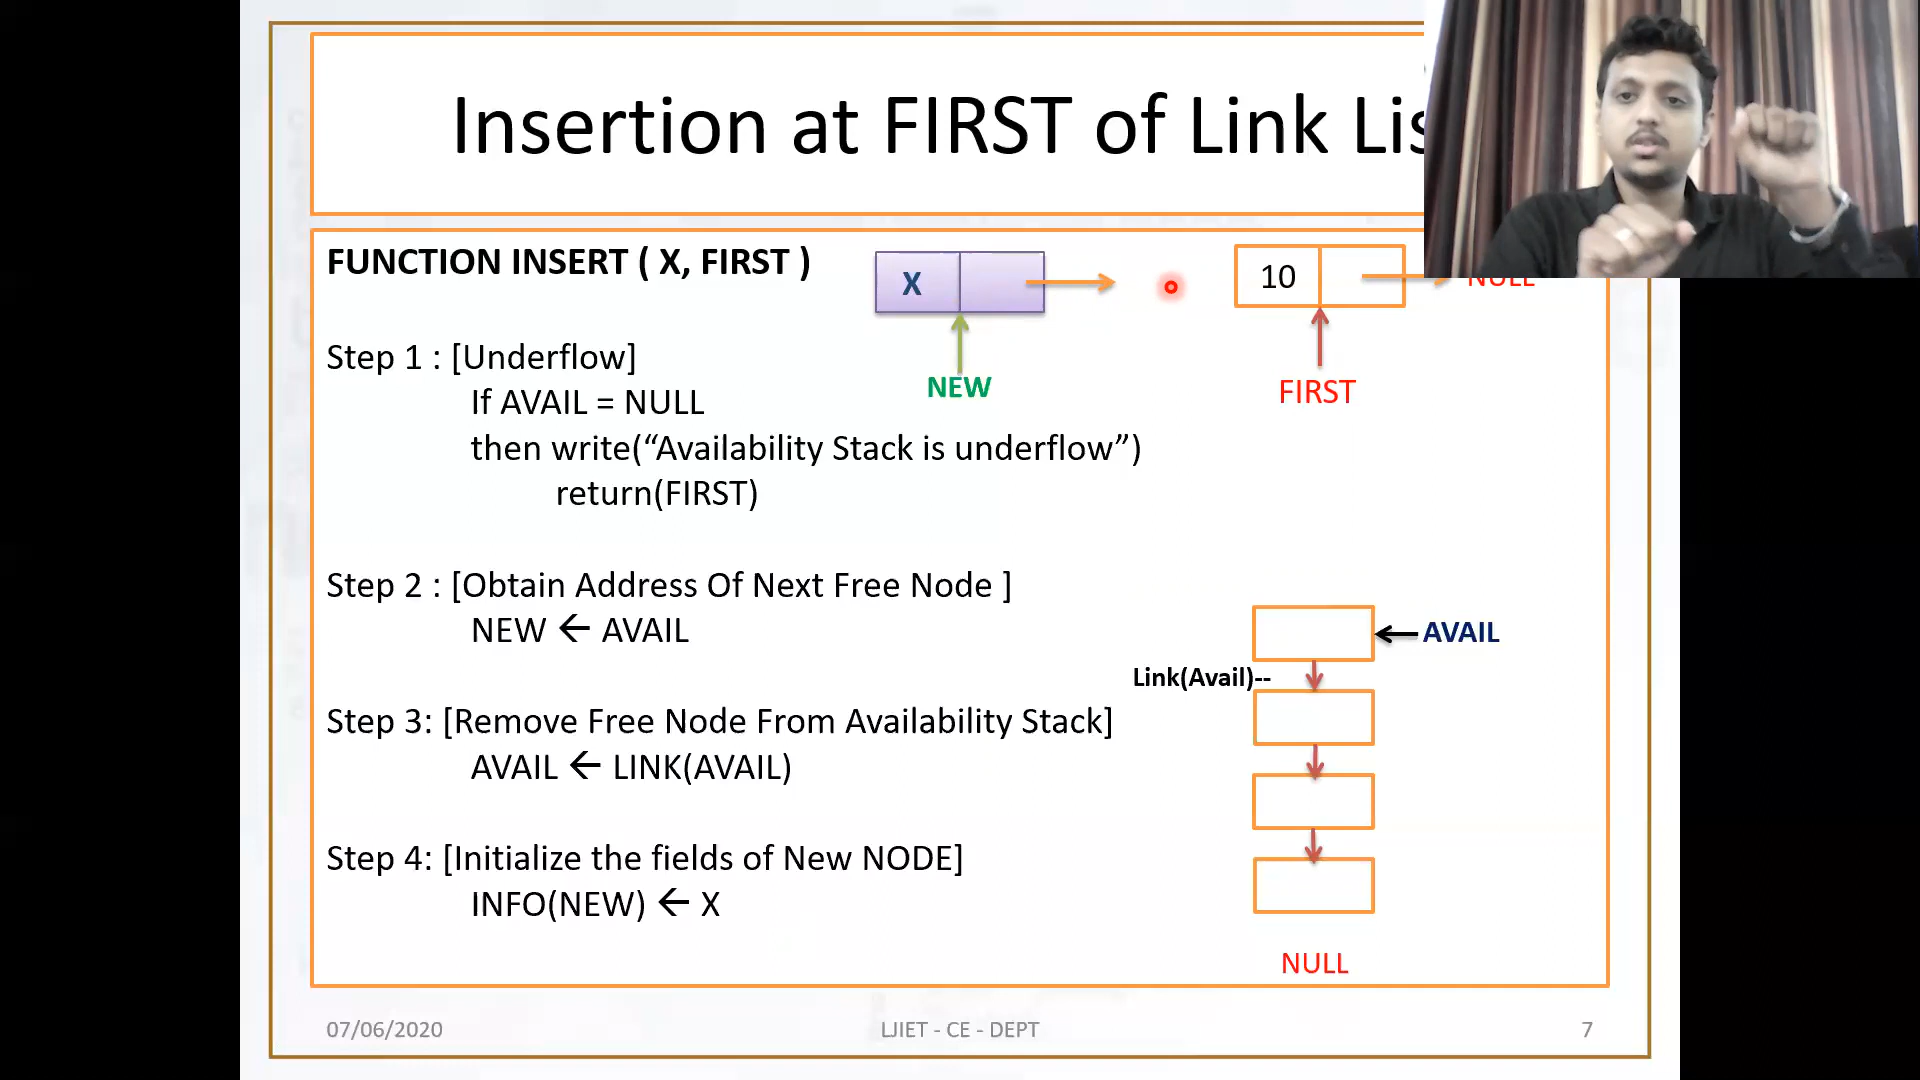 Insertion at FIRST of Link Lis
FUNCTION INSERT ( X, FIRST )
X
10
NULL
NEW
FIRST
Step 1 : [Underflow]
If AVAIL = NULL
then write(“Availability Stack is underflow”)
return(FIRST)
Step 2 : [Obtain Address Of Next Free Node ]
NEW ← AVAIL
AVAIL
Link(Avail)--
Step 3: [Remove Free Node From Availability Stack]
AVAIL ← LINK(AVAIL)
Step 4: [Initialize the fields of New NODE]
INFO(NEW) ← X
NULL
07/06/2020
LJIET - CE - DEPT
7